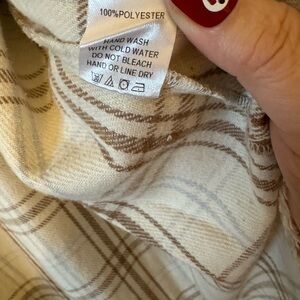 100%POLYESTER
HAND WASH
WITH COLD WATER
DO NOT BLEACH
HAND OR LINE DRY